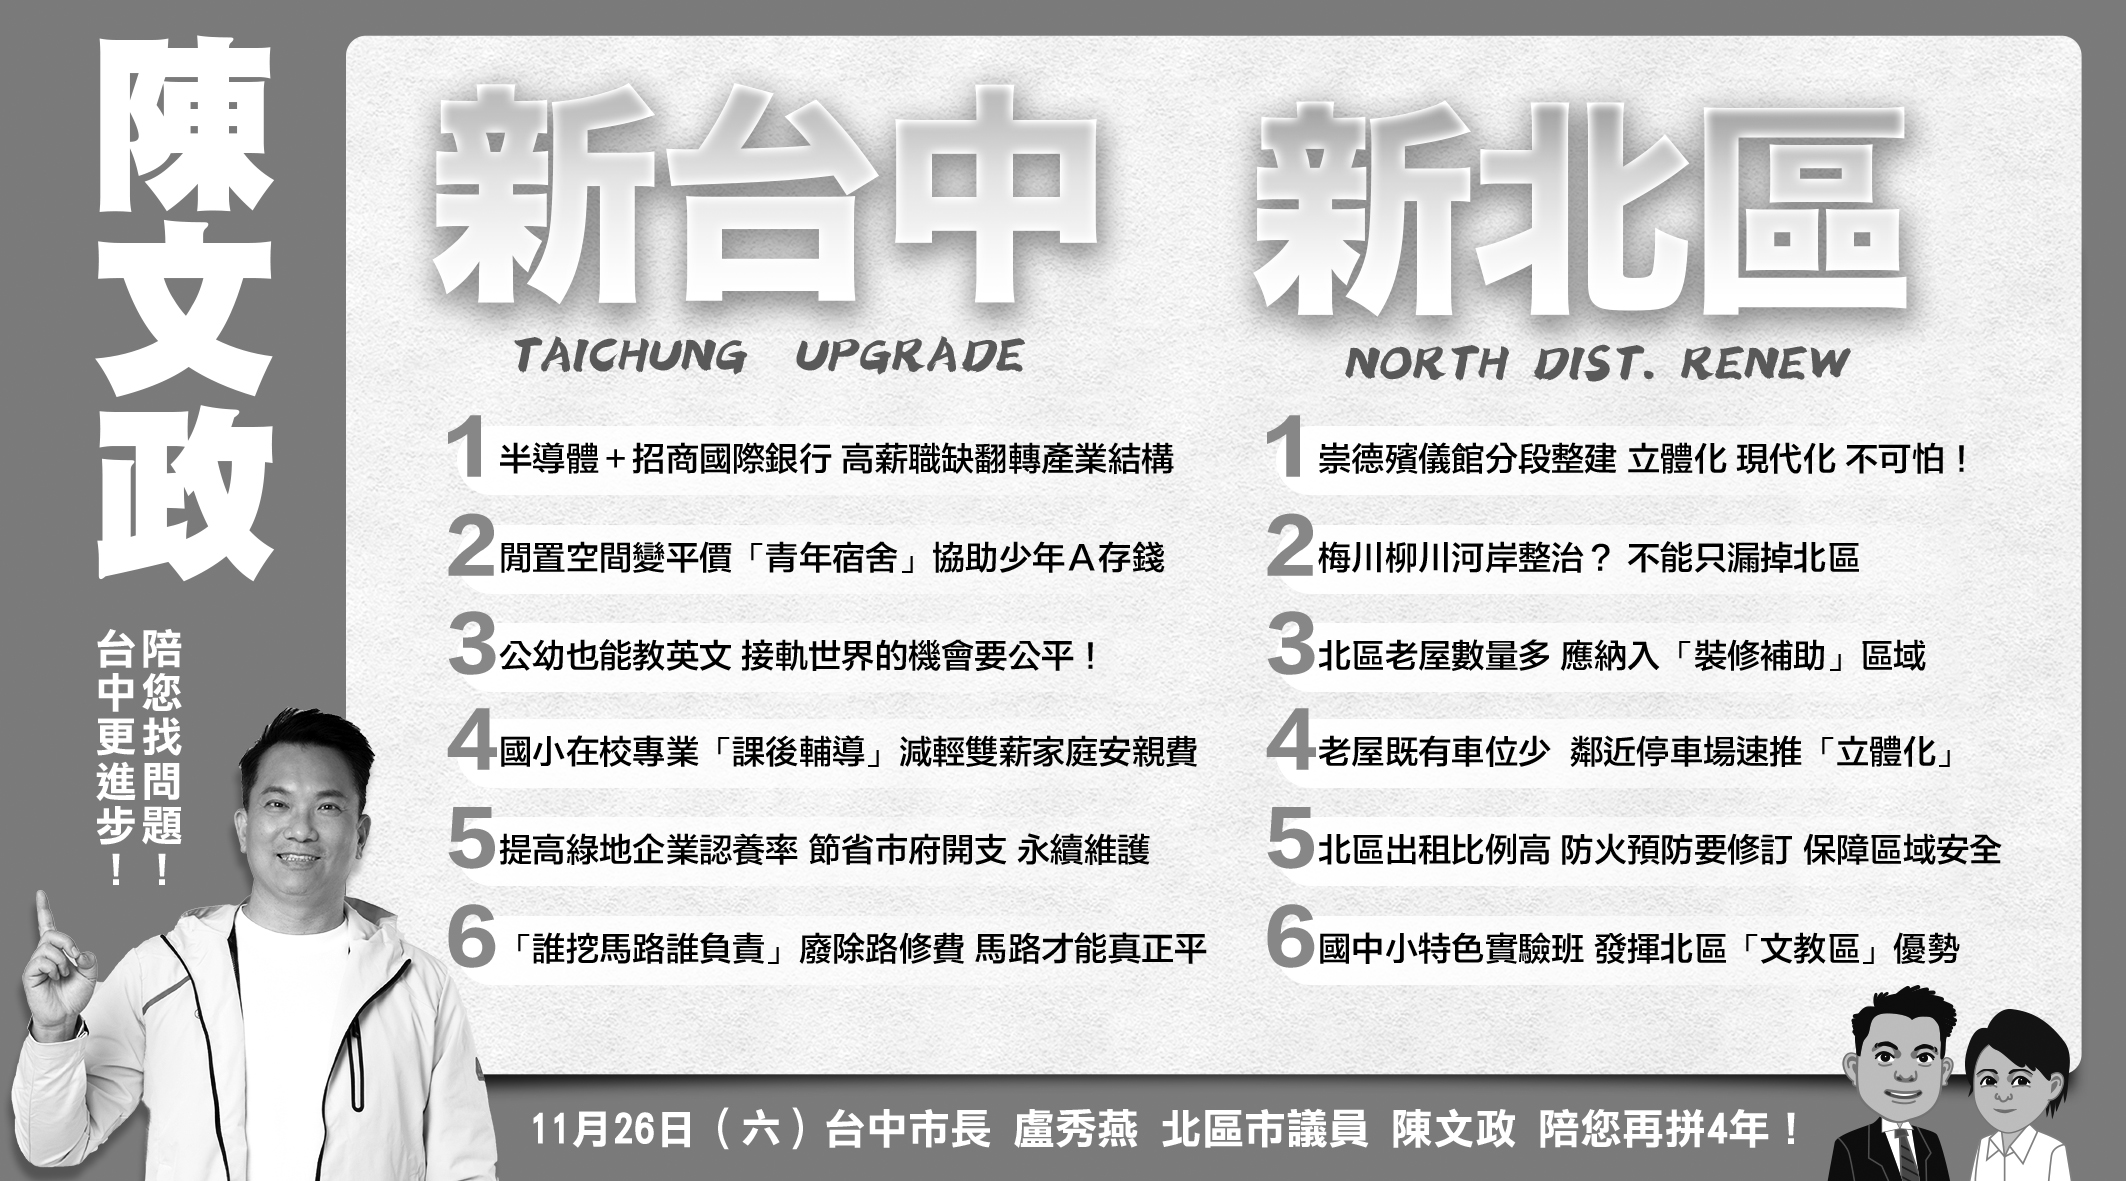 陳文政
陪您找問題！
台中更進步！
新台中
TAICHUNG UPGRADE
1 半導體＋招商國際銀行 高薪職缺翻轉產業結構
2 閒置空間變平價「青年宿舍」協助少年Ａ存錢
3 公幼也能教英文 接軌世界的機會要公平！
4 國小在校專業「課後輔導」減輕雙薪家庭安親費
5 提高綠地企業認養率 節省市府開支 永續維護
6 「誰挖馬路誰負責」廢除路修費 馬路才能真正平
新北區
NORTH DIST. RENEW
1 崇德殯儀館分段整建 立體化 現代化 不可怕！
2 梅川柳川河岸整治？ 不能只漏掉北區
3 北區老屋數量多 應納入「裝修補助」區域
4 老屋既有車位少 鄰近停車場速推「立體化」
5 北區出租比例高 防火預防要修訂 保障區域安全
6 國中小特色實驗班 發揮北區「文教區」優勢
11月26日（六）台中市長 盧秀燕 北區市議員 陳文政 陪您再拼4年！